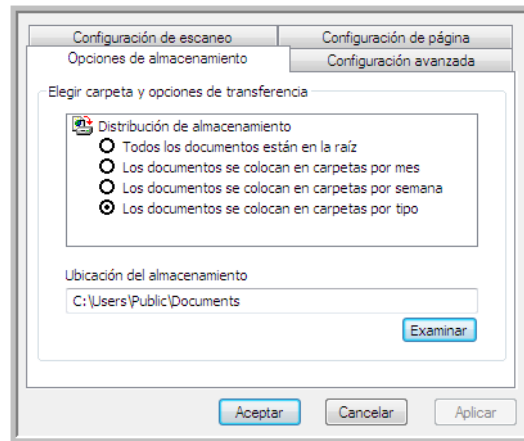 Configuración de escaneo
Configuración de página
Opciones de almacenamiento
Configuración avanzada
Elegir carpeta y opciones de transferencia
Distribución de almacenamiento
Todos los documentos están en la raíz
Los documentos se colocan en carpetas por mes
Los documentos se colocan en carpetas por semana
Los documentos se colocan en carpetas por tipo
Ubicación del almacenamiento
C:\Users\Public\Documents
Examinar
Aceptar
Cancelar
Aplicar